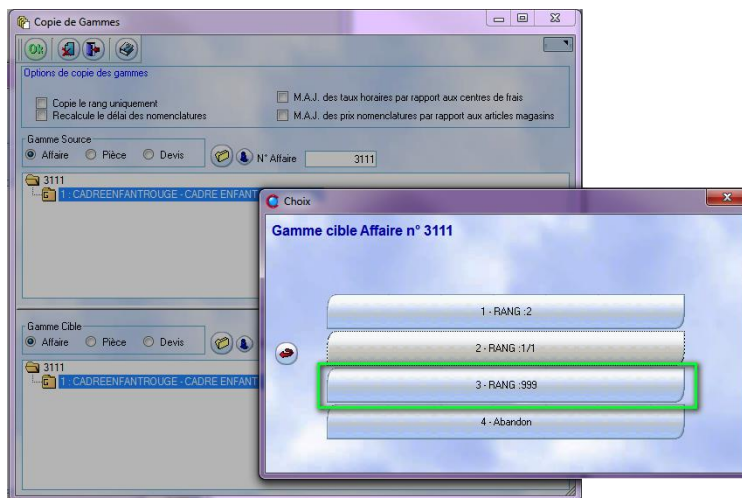 Copie de Gammes
Ok
Options de copie des gammes
Copie le rang uniquement
M.A.J. des taux horaires par rapport aux centres de frais
Recalcule le délai des nomenclatures
M.A.J. des prix nomenclatures par rapport aux articles magasins
Gamme Source
Affaire Pièce Devis N° Affaire 3111
3111
1 : CADREENFANTROUGE - CADRE ENFANT
Choix
Gamme cible Affaire n° 3111
1 - RANG :2
2 - RANG :1/1
3 - RANG :999
4 - Abandon
Gamme Cible
Affaire Pièce Devis
3111
1 : CADREENFANTROUGE - CADRE ENFANT